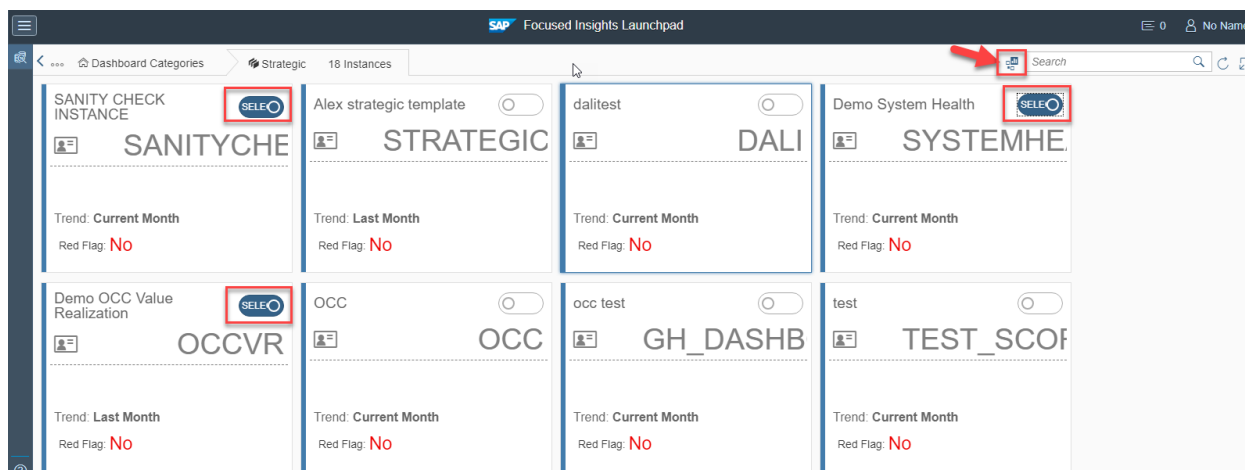 SAP Focused Insights Launchpad
0 No Name
Dashboard Categories Strategic 18 Instances Search
SANITY CHECK
INSTANCE
SELE
SANITYCHE
Trend: Current Month
Red Flag: No
Alex strategic template
STRATEGIC
Trend: Last Month
Red Flag: No
dalitest
DALI
Trend: Current Month
Red Flag: No
Demo System Health
SELE
SYSTEMHE
Trend: Current Month
Red Flag: No
Demo OCC Value
Realization
SELE
OCCVR
Trend: Last Month
Red Flag: No
OCC
OCC
Trend: Current Month
Red Flag: No
occ test
GH_DASHB
Trend: Current Month
Red Flag: No
test
TEST_SCOR
Trend: Current Month
Red Flag: No